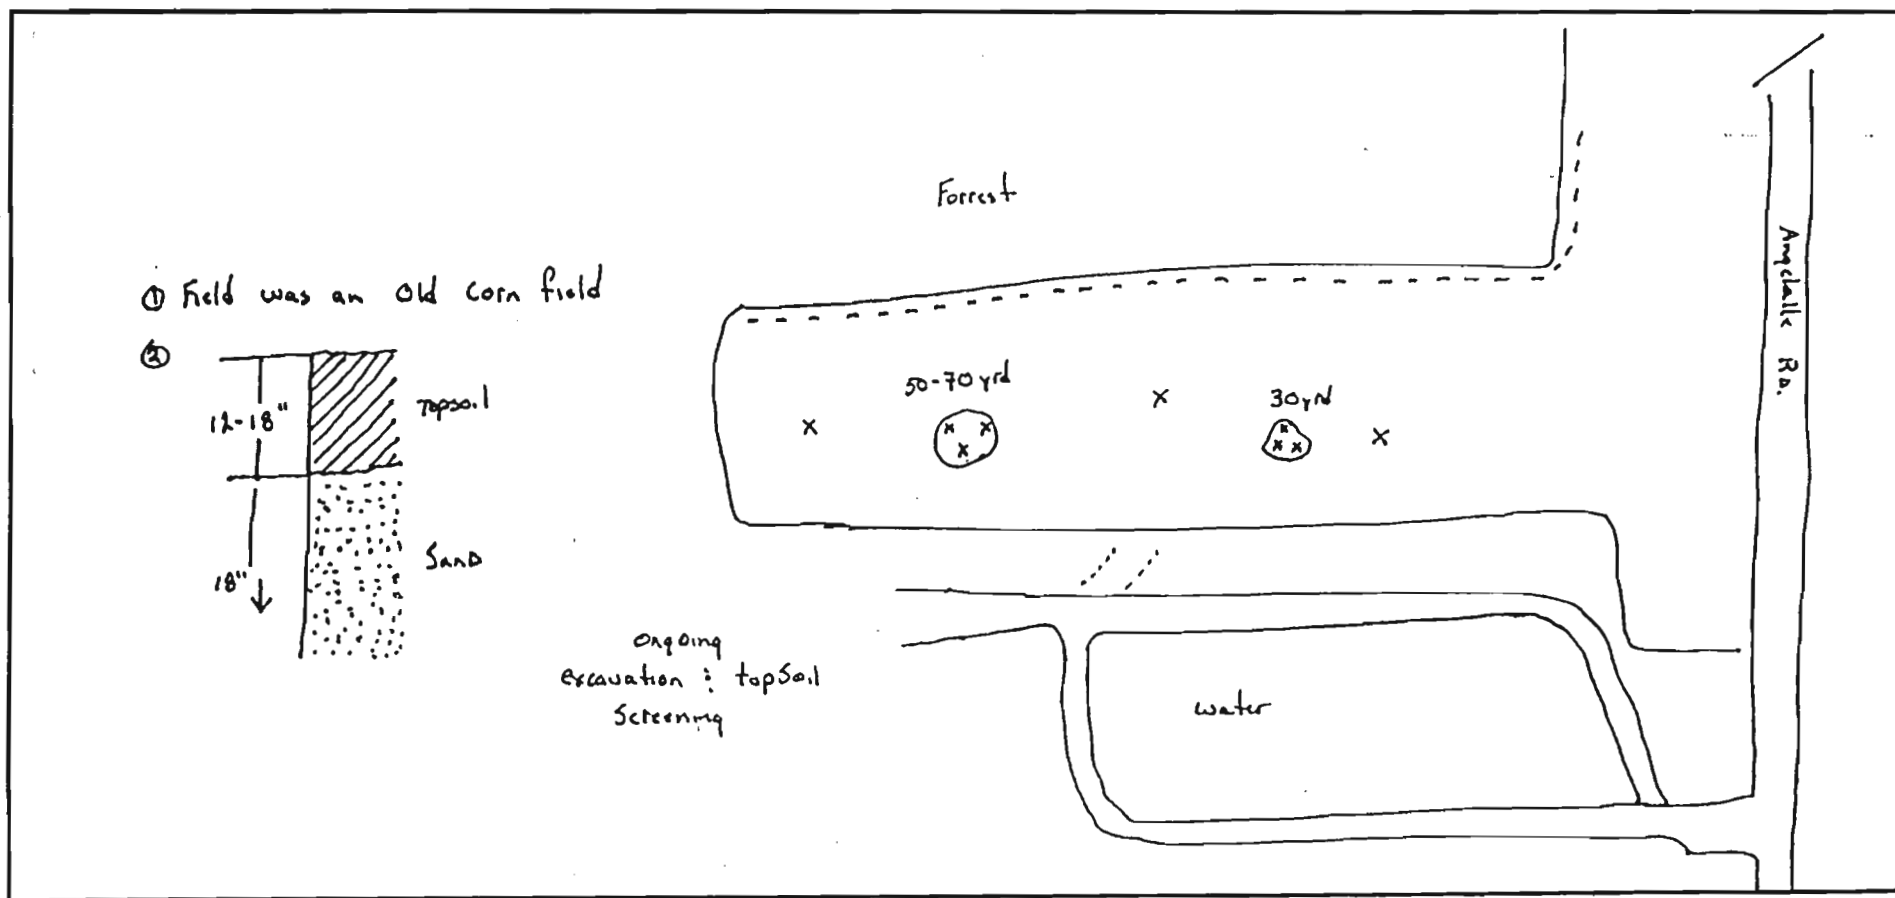 Forrest
① Field was an Old Corn field
②
12-18"
Topsoil
18"
Sand
50-70 yrd
x
x x
x
x
30 yrd
x
x x
x
Ongoing
excavation : topsoil
Screening
water
Rd.